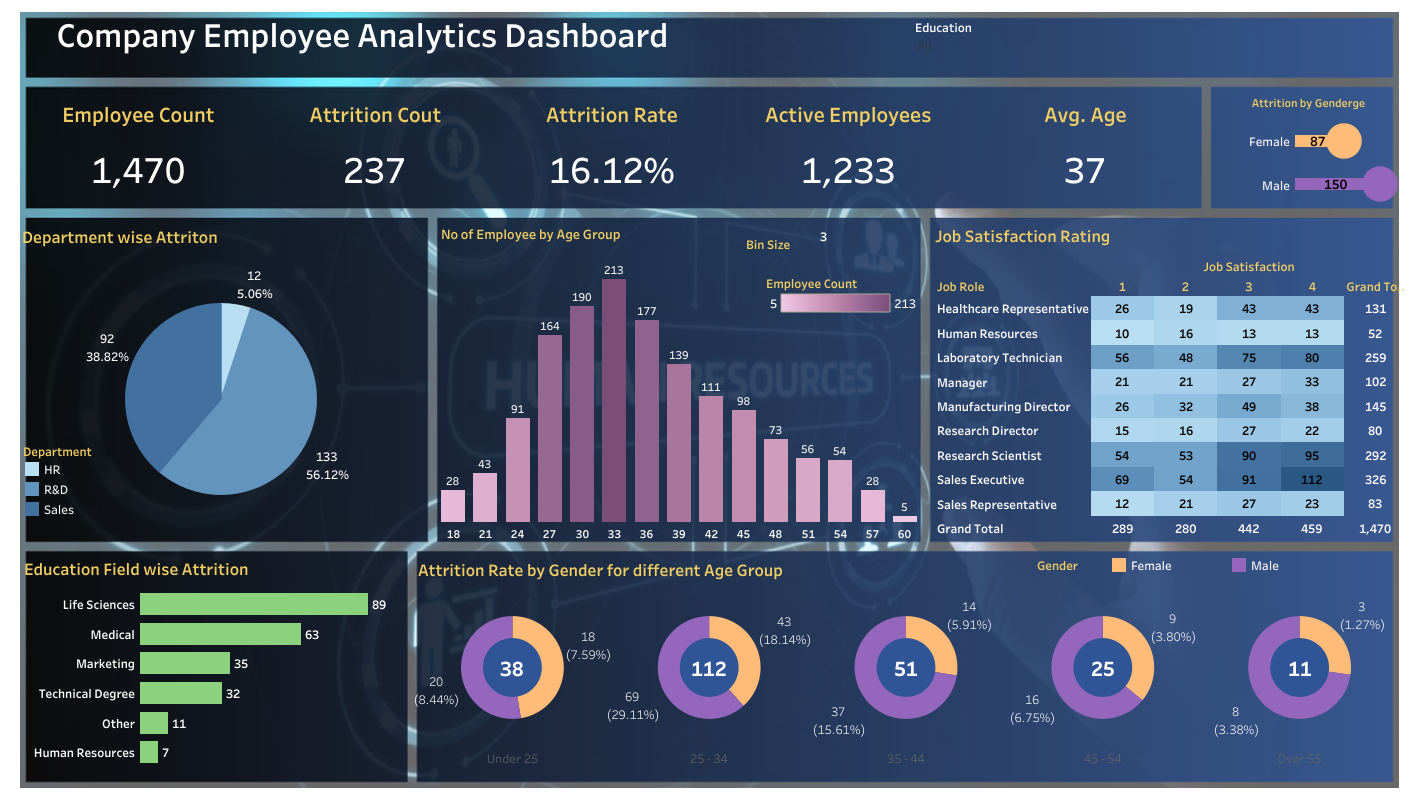 Company Employee Analytics Dashboard
Education
All
Employee Count
Attrition Cout
Attrition Rate
Active Employees
Avg. Age
1,470
237
16.12%
1,233
37
Attrition by Genderge
Female 87
Male 150
Department wise Attriton
12
5.06%
92
38.82%
133
56.12%
Department
HR
R&D
Sales
No of Employee by Age Group
Bin Size
3
Employee Count
5 213
28 43 91 164 190 213 177 139 111 98 73 56 54 28 5
18 21 24 27 30 33 36 39 42 45 48 51 54 57 60
HUMAN RESOURCES
Job Satisfaction Rating
Job Satisfaction
Job Role 1 2 3 4 Grand To..
Healthcare Representative 26 19 43 43 131
Human Resources 10 16 13 13 52
Laboratory Technician 56 48 75 80 259
Manager 21 21 27 33 102
Manufacturing Director 26 32 49 38 145
Research Director 15 16 27 22 80
Research Scientist 54 53 90 95 292
Sales Executive 69 54 91 112 326
Sales Representative 12 21 27 23 83
Grand Total 289 280 442 459 1,470
Education Field wise Attrition
Life Sciences 89
Medical 63
Marketing 35
Technical Degree 32
Other 11
Human Resources 7
Attrition Rate by Gender for different Age Group
Gender
Female
Male
38
18
(7.59%)
20
(8.44%)
Under 25
112
43
(18.14%)
69
(29.11%)
25 - 34
51
14
(5.91%)
37
(15.61%)
35 - 44
25
9
(3.80%)
16
(6.75%)
45 - 54
11
3
(1.27%)
8
(3.38%)
Over 55